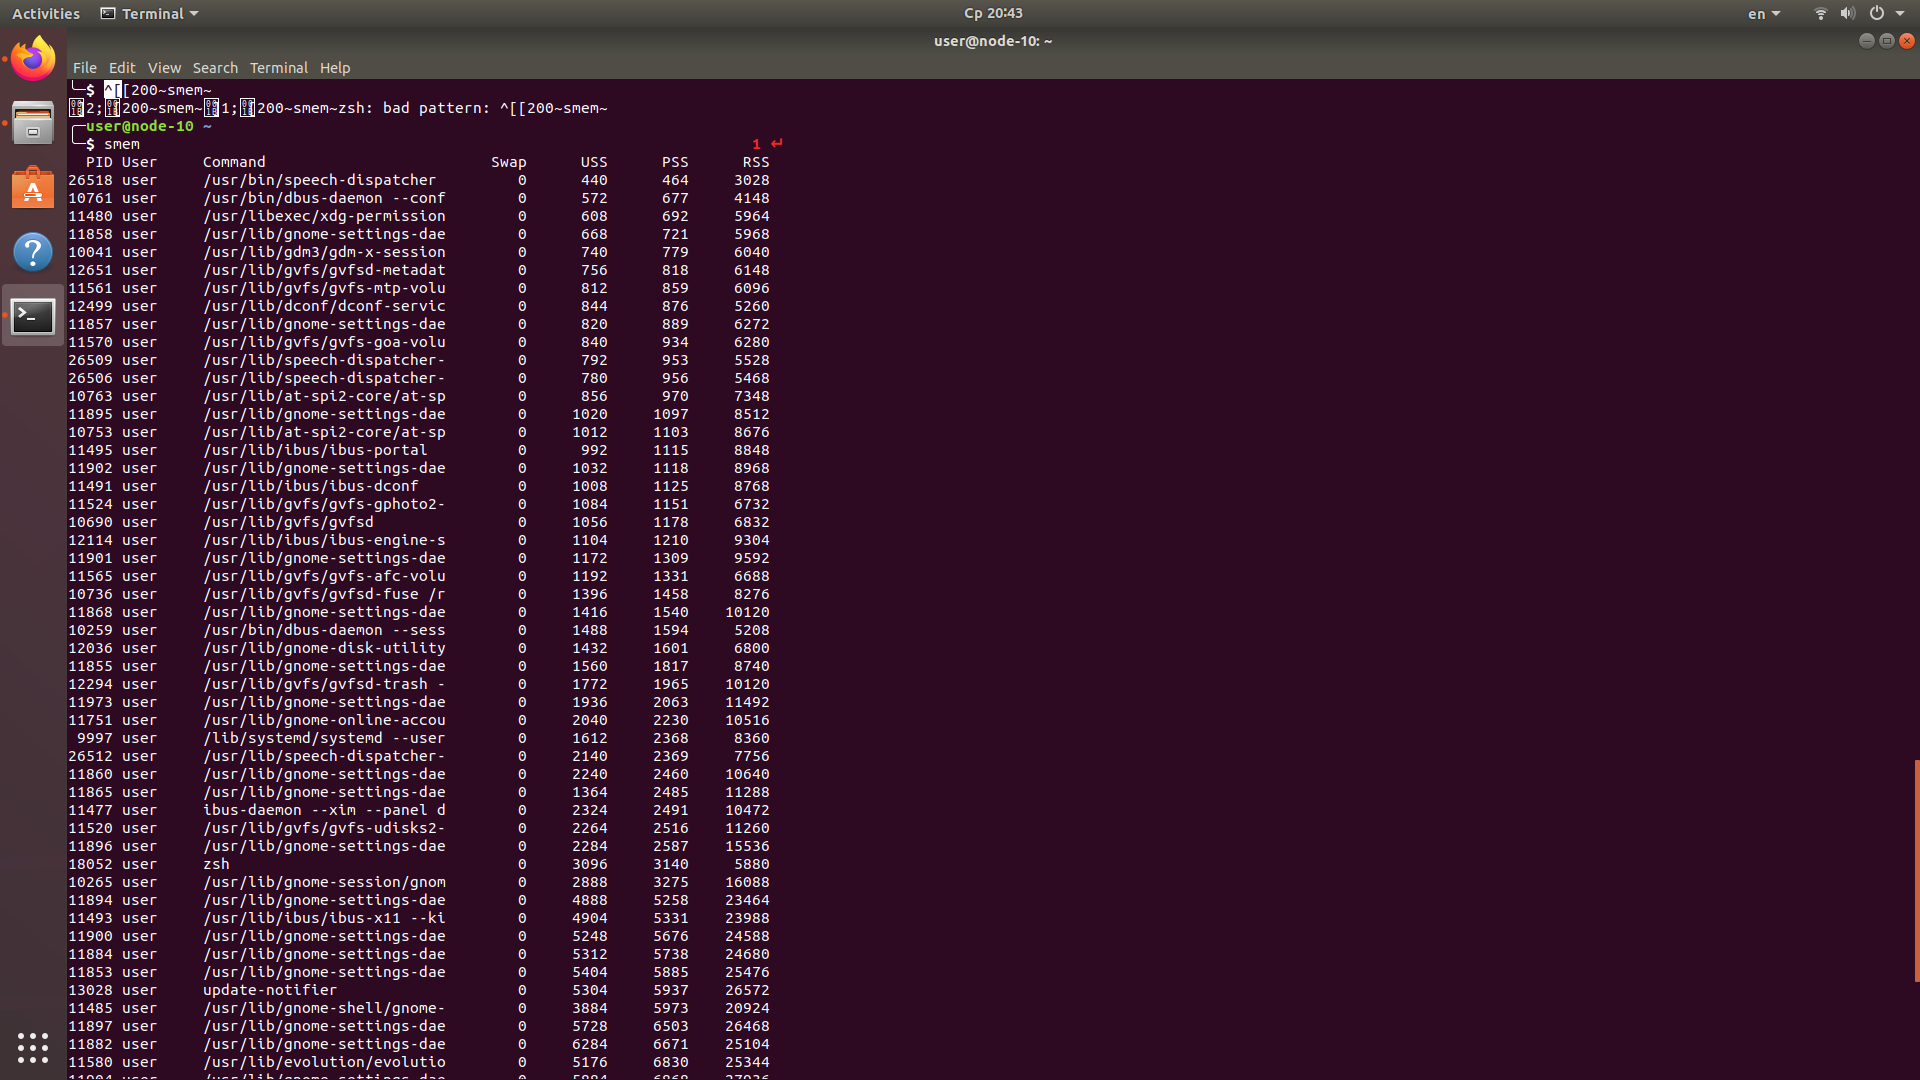 Activities Terminal Ср 20:43 en
user@node-10: ~
File Edit View Search Terminal Help
$ ^[[200~smem~
2;200~smem~1;200~smem~zsh: bad pattern: ^[[200~smem~
user@node-10 ~
$ smem 1 ↵
PID User Command Swap USS PSS RSS
26518 user /usr/bin/speech-dispatcher 0 440 464 3028
10761 user /usr/bin/dbus-daemon --conf 0 572 677 4148
11480 user /usr/libexec/xdg-permission 0 608 692 5964
11858 user /usr/lib/gnome-settings-dae 0 668 721 5968
10041 user /usr/lib/gdm3/gdm-x-session 0 740 779 6040
12651 user /usr/lib/gvfs/gvfsd-metadat 0 756 818 6148
11561 user /usr/lib/gvfs/gvfs-mtp-volu 0 812 859 6096
12499 user /usr/lib/dconf/dconf-servic 0 844 876 5260
11857 user /usr/lib/gnome-settings-dae 0 820 889 6272
11570 user /usr/lib/gvfs/gvfs-goa-volu 0 840 934 6280
26509 user /usr/lib/speech-dispatcher- 0 792 953 5528
26506 user /usr/lib/speech-dispatcher- 0 780 956 5468
10763 user /usr/lib/at-spi2-core/at-sp 0 856 970 7348
11895 user /usr/lib/gnome-settings-dae 0 1020 1097 8512
10753 user /usr/lib/at-spi2-core/at-sp 0 1012 1103 8676
11495 user /usr/lib/ibus/ibus-portal 0 992 1115 8848
11902 user /usr/lib/gnome-settings-dae 0 1032 1118 8968
11491 user /usr/lib/ibus/ibus-dconf 0 1008 1125 8768
11524 user /usr/lib/gvfs/gvfs-gphoto2- 0 1084 1151 6732
10690 user /usr/lib/gvfs/gvfsd 0 1056 1178 6832
12114 user /usr/lib/ibus/ibus-engine-s 0 1104 1210 9304
11901 user /usr/lib/gnome-settings-dae 0 1172 1309 9592
11565 user /usr/lib/gvfs/gvfs-afc-volu 0 1192 1331 6688
10736 user /usr/lib/gvfs/gvfsd-fuse /r 0 1396 1458 8276
11868 user /usr/lib/gnome-settings-dae 0 1416 1540 10120
10259 user /usr/bin/dbus-daemon --sess 0 1488 1594 5208
12036 user /usr/lib/gnome-disk-utility 0 1432 1601 6800
11855 user /usr/lib/gnome-settings-dae 0 1560 1817 8740
12294 user /usr/lib/gvfs/gvfsd-trash - 0 1772 1965 10120
11973 user /usr/lib/gnome-settings-dae 0 1936 2063 11492
11751 user /usr/lib/gnome-online-accou 0 2040 2230 10516
9997 user /lib/systemd/systemd --user 0 1612 2368 8360
26512 user /usr/lib/speech-dispatcher- 0 2140 2369 7756
11860 user /usr/lib/gnome-settings-dae 0 2240 2460 10640
11865 user /usr/lib/gnome-settings-dae 0 1364 2485 11288
11477 user ibus-daemon --xim --panel d 0 2324 2491 10472
11520 user /usr/lib/gvfs/gvfs-udisks2- 0 2264 2516 11260
11896 user /usr/lib/gnome-settings-dae 0 2284 2587 15536
18052 user zsh 0 3096 3140 5880
10265 user /usr/lib/gnome-session/gnom 0 2888 3275 16088
11894 user /usr/lib/gnome-settings-dae 0 4888 5258 23464
11493 user /usr/lib/ibus/ibus-x11 --ki 0 4904 5331 23988
11900 user /usr/lib/gnome-settings-dae 0 5248 5676 24588
11884 user /usr/lib/gnome-settings-dae 0 5312 5738 24680
11853 user /usr/lib/gnome-settings-dae 0 5404 5885 25476
13028 user update-notifier 0 5304 5937 26572
11485 user /usr/lib/gnome-shell/gnome- 0 3884 5973 20924
11897 user /usr/lib/gnome-settings-dae 0 5728 6503 26468
11882 user /usr/lib/gnome-settings-dae 0 6284 6671 25104
11580 user /usr/lib/evolution/evolutio 0 5176 6830 25344